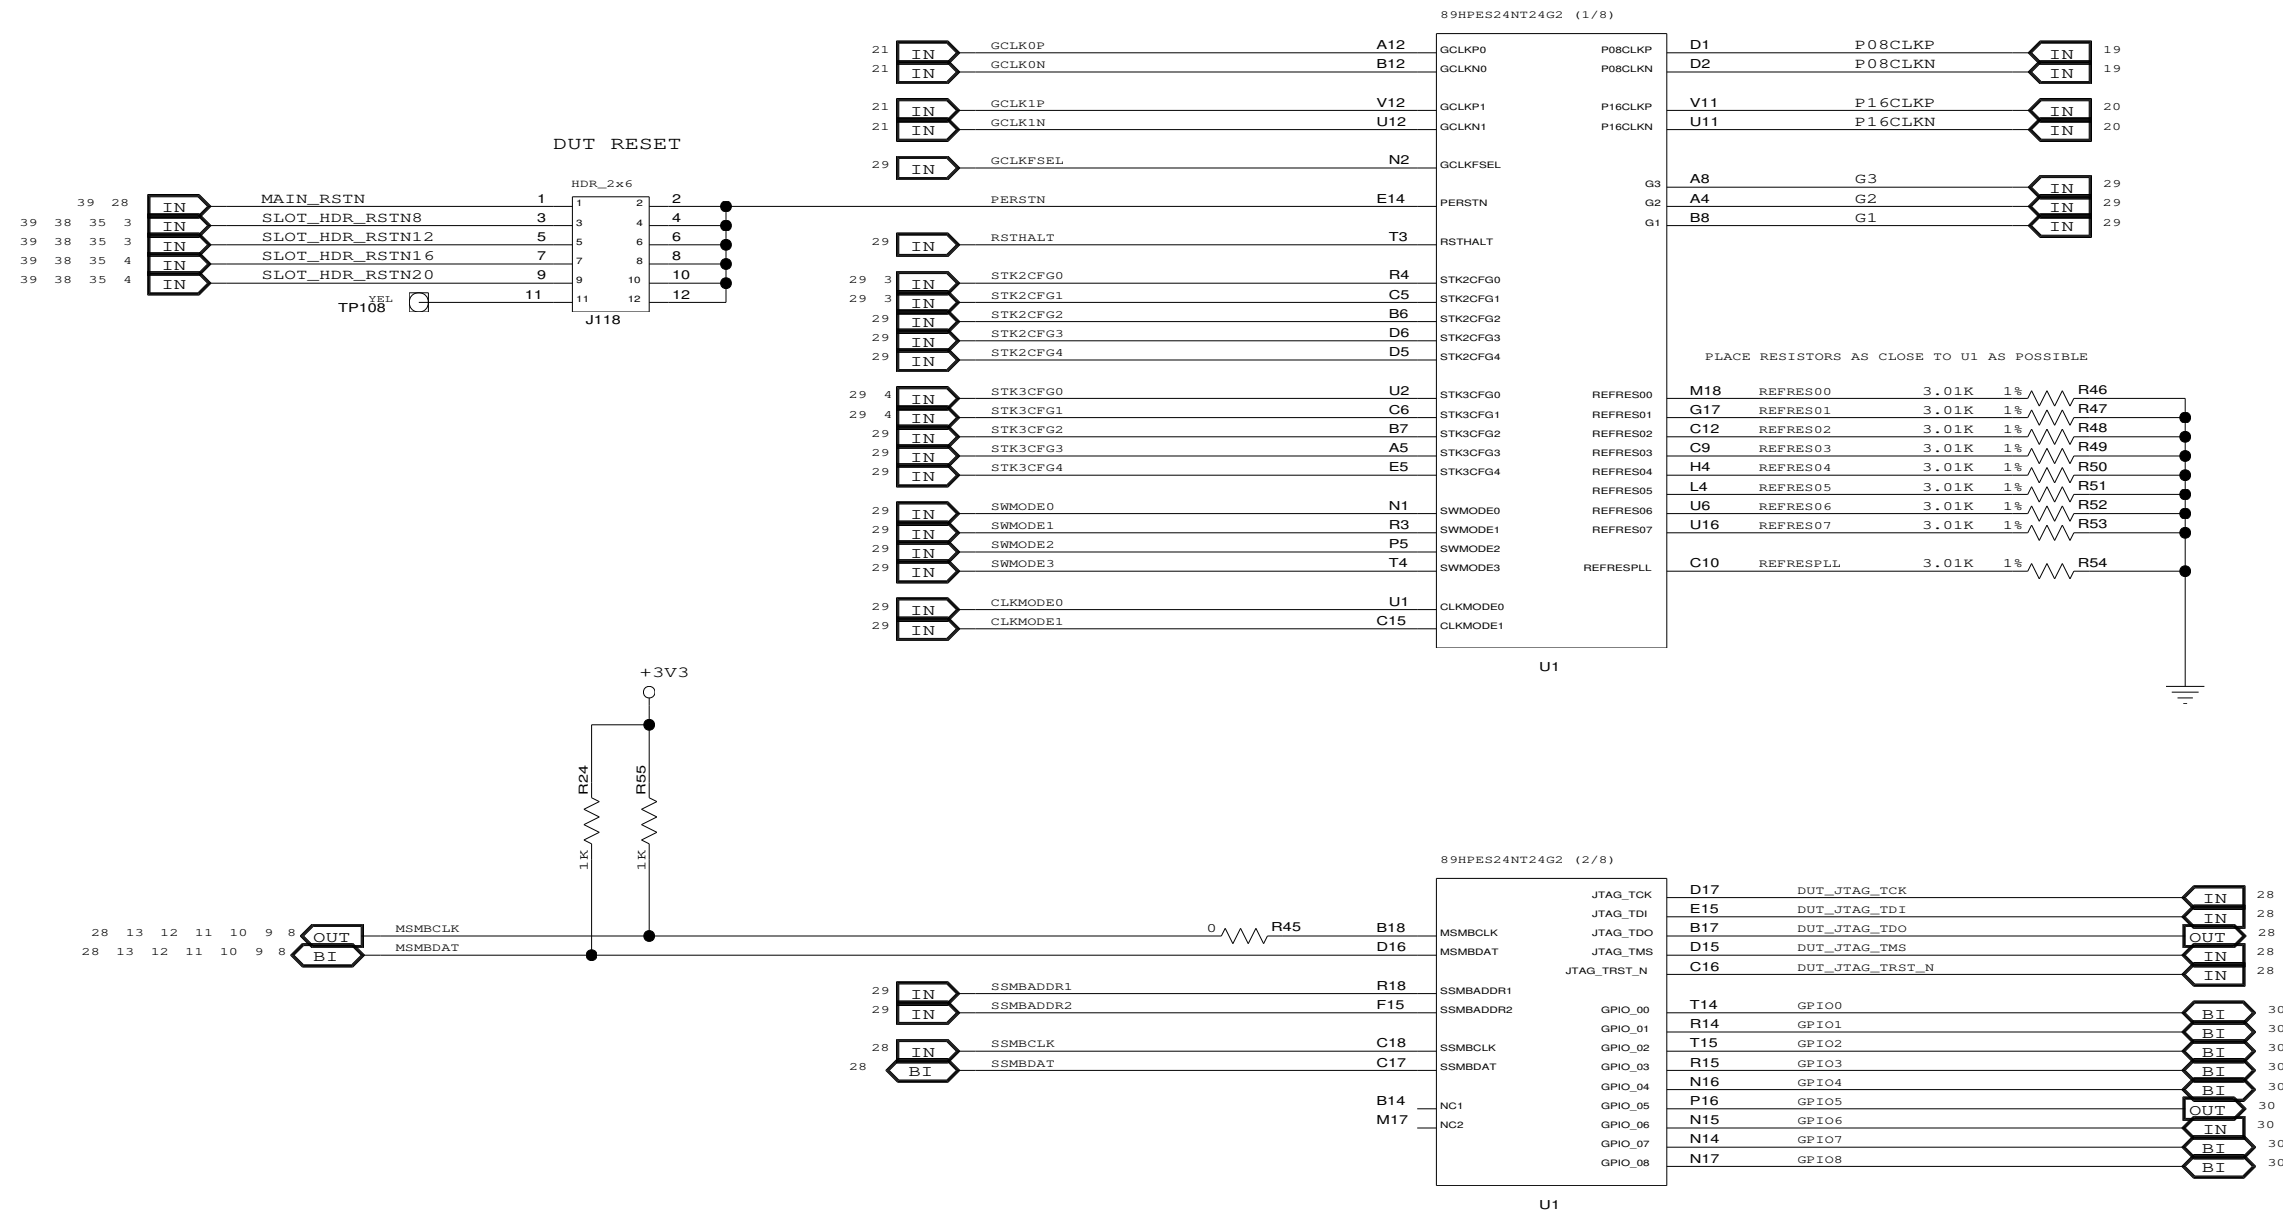 89HPES24NT24G2 (1/8)
21 IN GCLK0P A12 GCLKP0 P08CLKP D1 P08CLKP IN 19
21 IN GCLK0N B12 GCLKN0 P08CLKN D2 P08CLKN IN 19
21 IN GCLK1P V12 GCLKP1 P16CLKP V11 P16CLKP IN 20
21 IN GCLK1N U12 GCLKN1 P16CLKN U11 P16CLKN IN 20
DUT RESET
29 IN GCLKFSEL N2 GCLKFSEL
HDR_2x6
G3 A8 G3 IN 29
39 28 IN MAIN_RSTN 1 1 2 2 PERSTN E14 PERSTN G2 A4 G2 IN 29
39 38 35 3 IN SLOT_HDR_RSTN8 3 3 4 4 G1 B8 G1 IN 29
39 38 35 3 IN SLOT_HDR_RSTN12 5 5 6 6 29 IN RSTHALT T3 RSTHALT
39 38 35 4 IN SLOT_HDR_RSTN16 7 7 8 8
39 38 35 4 IN SLOT_HDR_RSTN20 9 9 10 10 29 3 IN STK2CFG0 R4 STK2CFG0
TP108 YEL 11 11 12 12 29 3 IN STK2CFG1 C5 STK2CFG1
J118 29 IN STK2CFG2 B6 STK2CFG2
29 IN STK2CFG3 D6 STK2CFG3
29 IN STK2CFG4 D5 STK2CFG4
PLACE RESISTORS AS CLOSE TO U1 AS POSSIBLE
29 4 IN STK3CFG0 U2 STK3CFG0 REFRES00 M18 REFRES00 3.01K 1% R46
29 4 IN STK3CFG1 C6 STK3CFG1 REFRES01 G17 REFRES01 3.01K 1% R47
29 IN STK3CFG2 B7 STK3CFG2 REFRES02 C12 REFRES02 3.01K 1% R48
29 IN STK3CFG3 A5 STK3CFG3 REFRES03 C9 REFRES03 3.01K 1% R49
29 IN STK3CFG4 E5 STK3CFG4 REFRES04 H4 REFRES04 3.01K 1% R50
REFRES05 L4 REFRES05 3.01K 1% R51
29 IN SWMODE0 N1 SWMODE0 REFRES06 U6 REFRES06 3.01K 1% R52
29 IN SWMODE1 R3 SWMODE1 REFRES07 U16 REFRES07 3.01K 1% R53
29 IN SWMODE2 P5 SWMODE2
29 IN SWMODE3 T4 SWMODE3 REFRESPLL C10 REFRESPLL 3.01K 1% R54
29 IN CLKMODE0 U1 CLKMODE0
29 IN CLKMODE1 C15 CLKMODE1
U1
+3V3
R24 R55
1K 1K
89HPES24NT24G2 (2/8)
JTAG_TCK D17 DUT_JTAG_TCK IN 28
JTAG_TDI E15 DUT_JTAG_TDI IN 28
28 13 12 11 10 9 8 OUT MSMBCLK 0 R45 B18 MSMBCLK JTAG_TDO B17 DUT_JTAG_TDO OUT 28
28 13 12 11 10 9 8 BI MSMBDAT D16 MSMBDAT JTAG_TMS D15 DUT_JTAG_TMS IN 28
JTAG_TRST_N C16 DUT_JTAG_TRST_N IN 28
29 IN SSMBADDR1 R18 SSMBADDR1
29 IN SSMBADDR2 F15 SSMBADDR2 GPIO_00 T14 GPIO0 BI 30
GPIO_01 R14 GPIO1 BI 30
28 IN SSMBCLK C18 SSMBCLK GPIO_02 T15 GPIO2 BI 30
28 BI SSMBDAT C17 SSMBDAT GPIO_03 R15 GPIO3 BI 30
GPIO_04 N16 GPIO4 BI 30
B14 NC1 GPIO_05 P16 GPIO5 OUT 30
M17 NC2 GPIO_06 N15 GPIO6 IN 30
GPIO_07 N14 GPIO7 BI 30
GPIO_08 N17 GPIO8 BI 30
U1